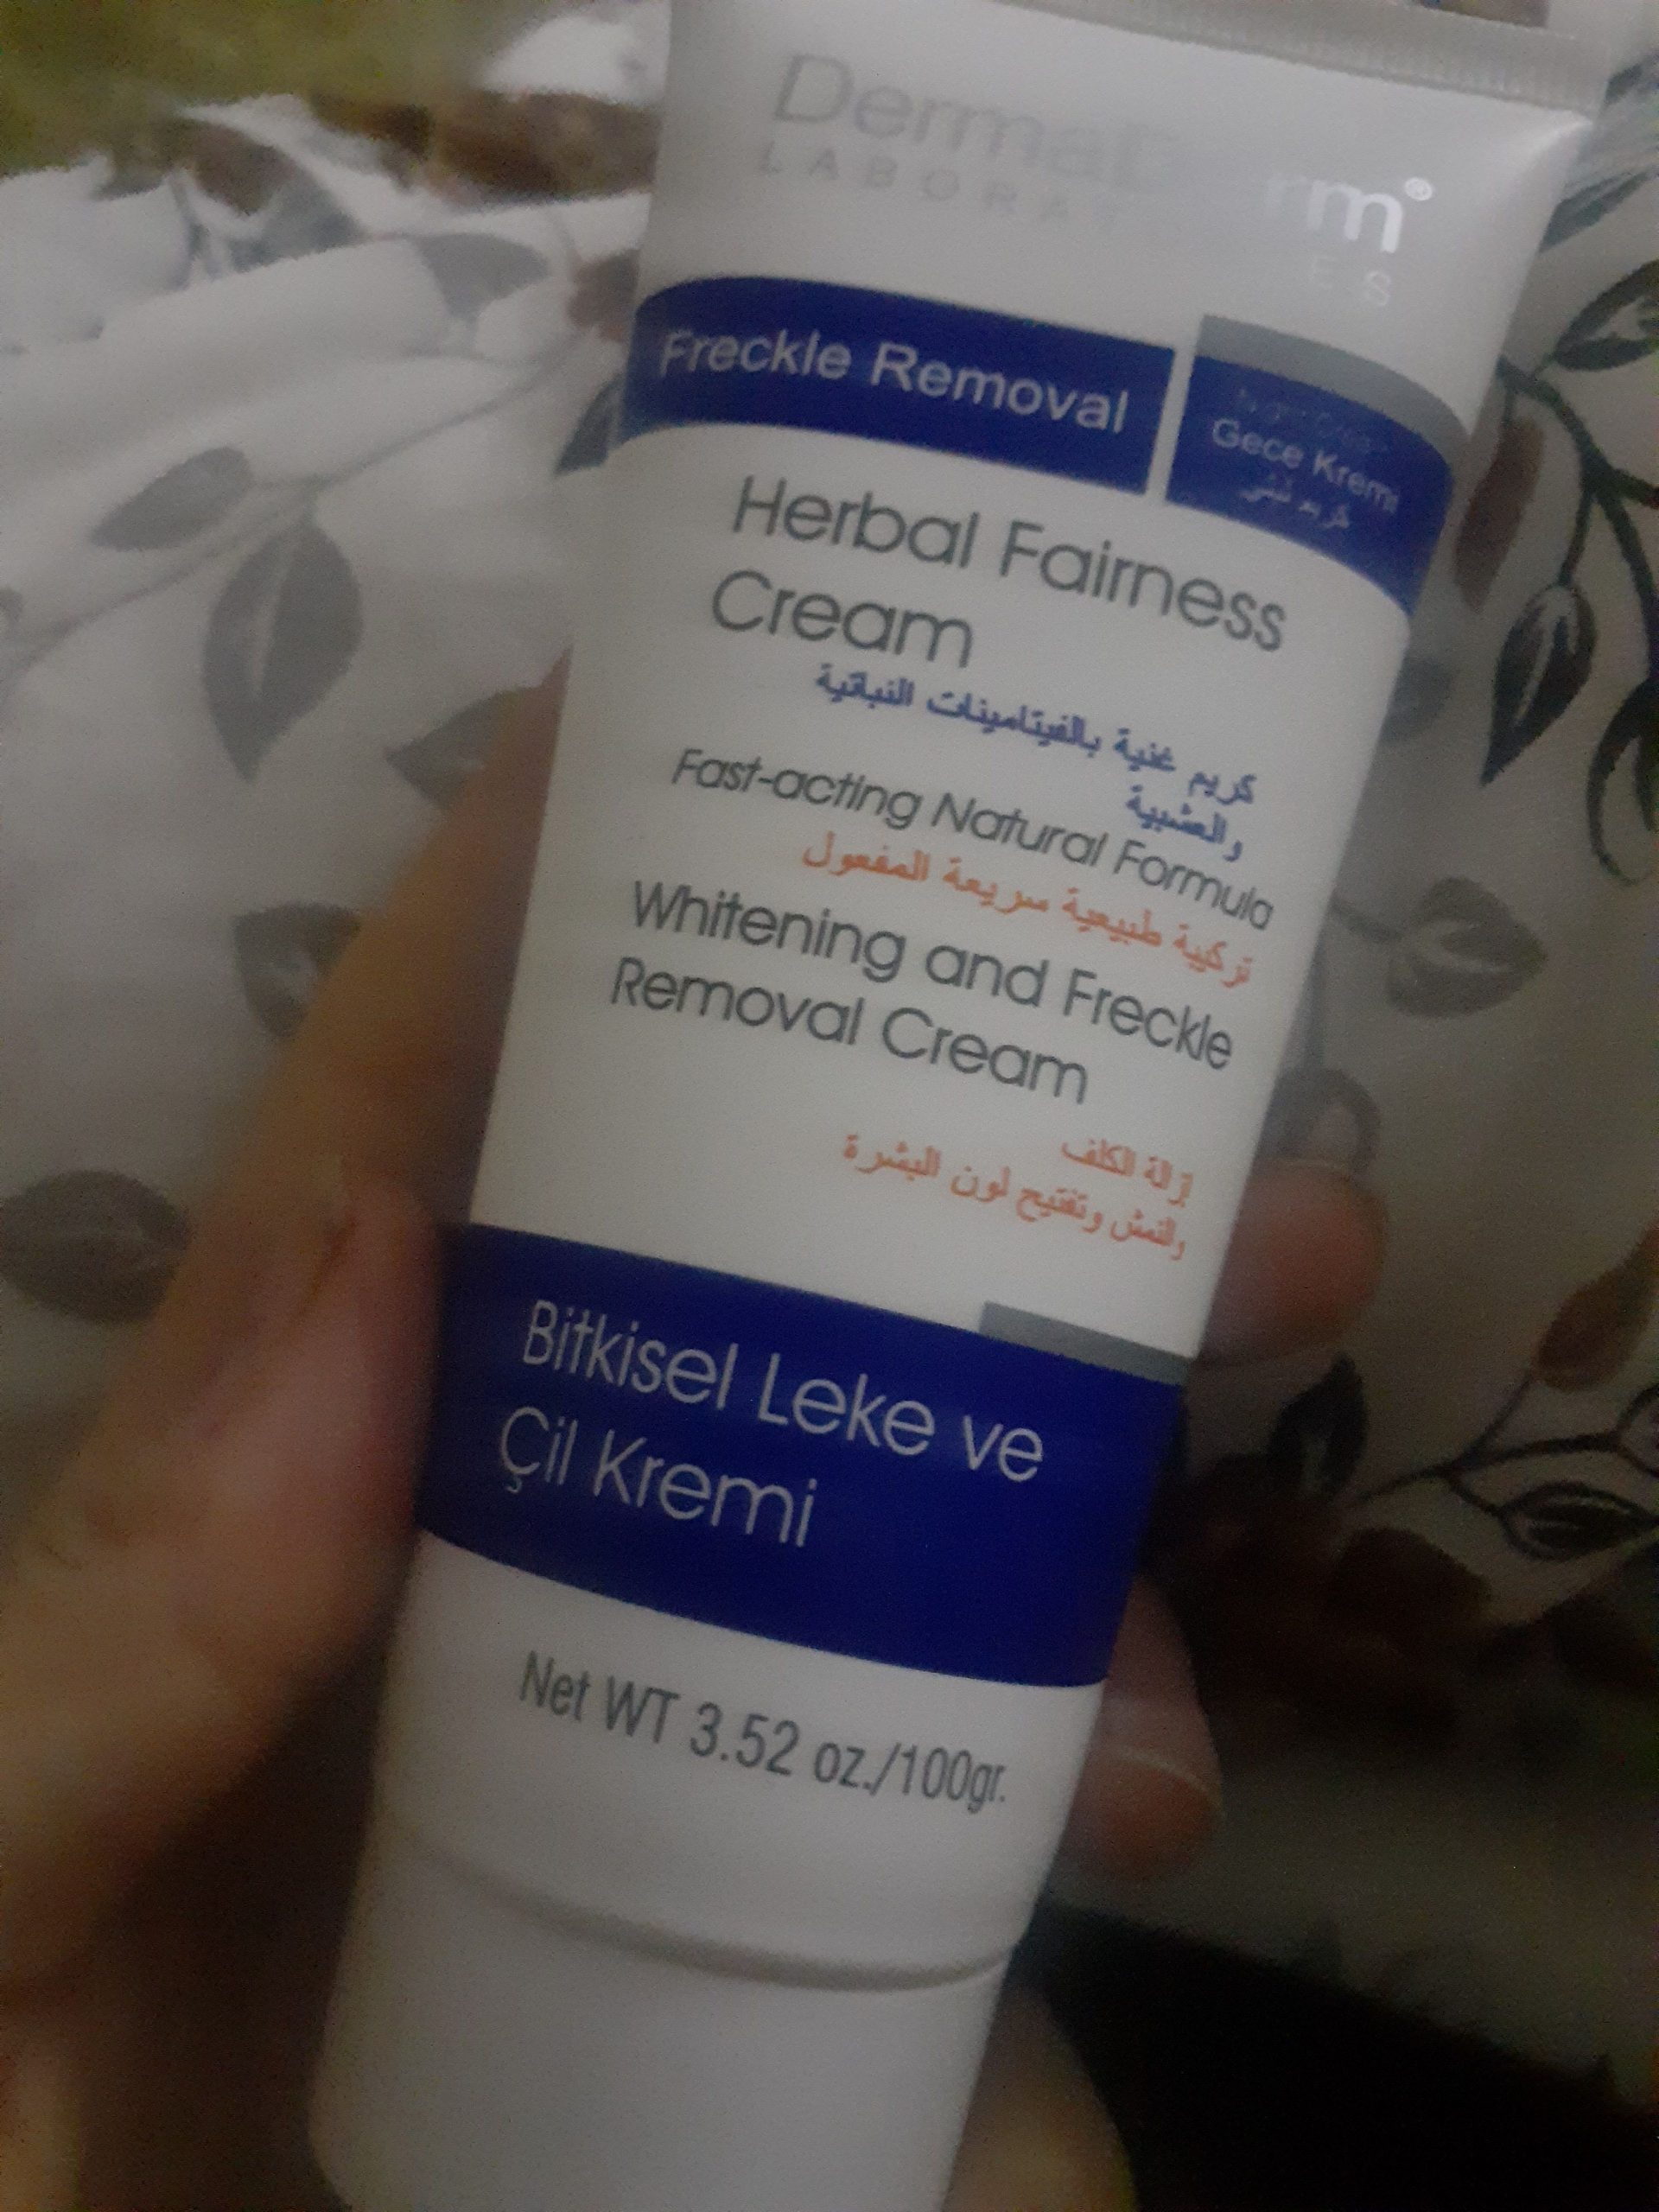 LABORAT
ES
Freckle Removal
Gece Kremi
Herbal Fairness
Cream
كريم غنية بالفيتامينات النباتية
والعشبية
Fast-acting Natural Formula
تركيبة طبيعية سريعة المفعول
Whitening and Freckle
Removal Cream
إزالة الكلف
والنمش وتفتيح لون البشرة
Bitkisel Leke ve
Çil Kremi
Net WT 3.52 oz./100gr.